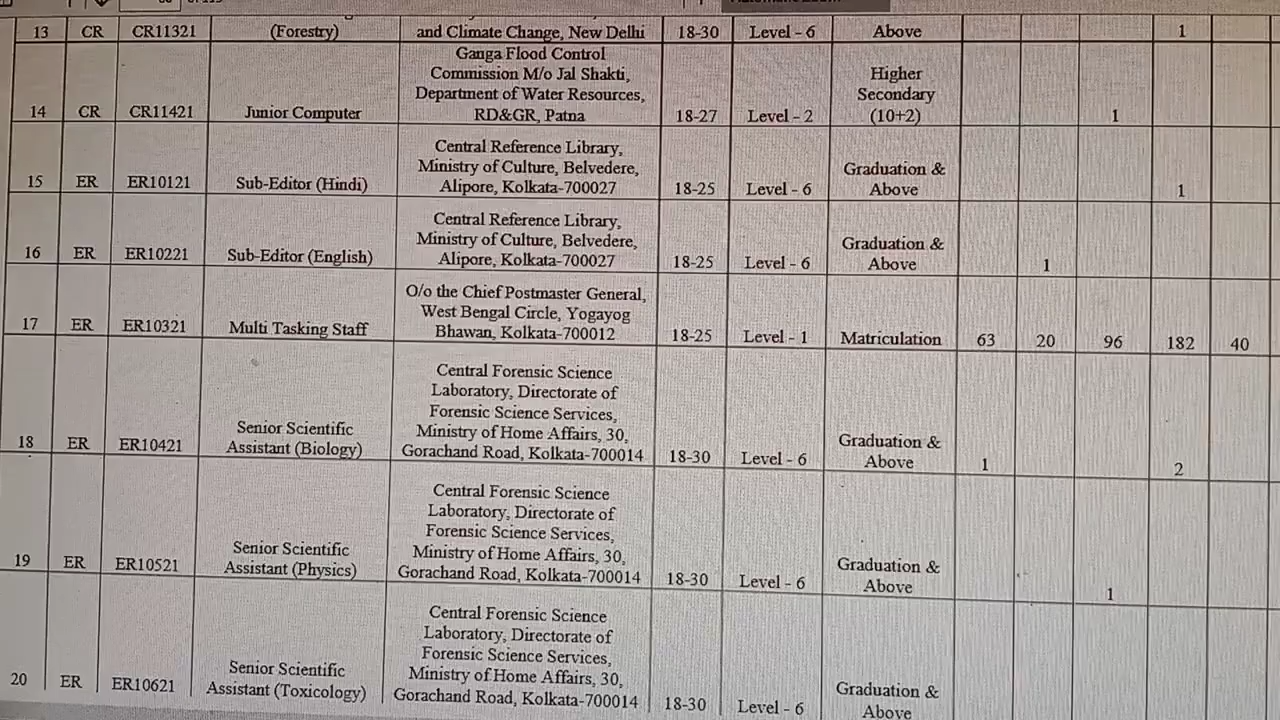 13 CR CR11321 (Forestry) and Climate Change, New Delhi 18-30 Level - 6 Above 1
14 CR CR11421 Junior Computer Ganga Flood Control
Commission M/o Jal Shakti,
Department of Water Resources,
RD&GR, Patna 18-27 Level - 2 Higher
Secondary
(10+2) 1
15 ER ER10121 Sub-Editor (Hindi) Central Reference Library,
Ministry of Culture, Belvedere,
Alipore, Kolkata-700027 18-25 Level - 6 Graduation &
Above 1
16 ER ER10221 Sub-Editor (English) Central Reference Library,
Ministry of Culture, Belvedere,
Alipore, Kolkata-700027 18-25 Level - 6 Graduation &
Above 1
17 ER ER10321 Multi Tasking Staff O/o the Chief Postmaster General,
West Bengal Circle, Yogayog
Bhawan, Kolkata-700012 18-25 Level - 1 Matriculation 63 20 96 182 40
18 ER ER10421 Senior Scientific
Assistant (Biology) Central Forensic Science
Laboratory, Directorate of
Forensic Science Services,
Ministry of Home Affairs, 30,
Gorachand Road, Kolkata-700014 18-30 Level - 6 Graduation &
Above 1 2
19 ER ER10521 Senior Scientific
Assistant (Physics) Central Forensic Science
Laboratory, Directorate of
Forensic Science Services,
Ministry of Home Affairs, 30,
Gorachand Road, Kolkata-700014 18-30 Level - 6 Graduation &
Above 1
20 ER ER10621 Senior Scientific
Assistant (Toxicology) Central Forensic Science
Laboratory, Directorate of
Forensic Science Services,
Ministry of Home Affairs, 30,
Gorachand Road, Kolkata-700014 18-30 Level - 6 Graduation &
Above